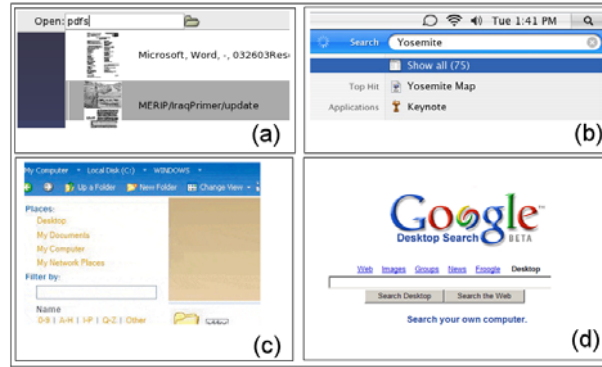 Open: pdfs
Microsoft, Word, -, 032603Res
MERIP/IraqPrimer/update
(a)
Tue 1:41 PM
Search Yosemite
Show all (75)
Top Hit Yosemite Map
Applications Keynote
(b)
My Computer Local Disk (C:) WINDOWS
Up a Folder New Folder Change View
Places:
Desktop
My Documents
My Computer
My Network Places
Filter by:
Name
0-9 | A-H | I-P | Q-Z | Other
(c)
Google™
Desktop Search BETA
Web Images Groups News Froogle Desktop
Search Desktop Search the Web
Search your own computer.
(d)